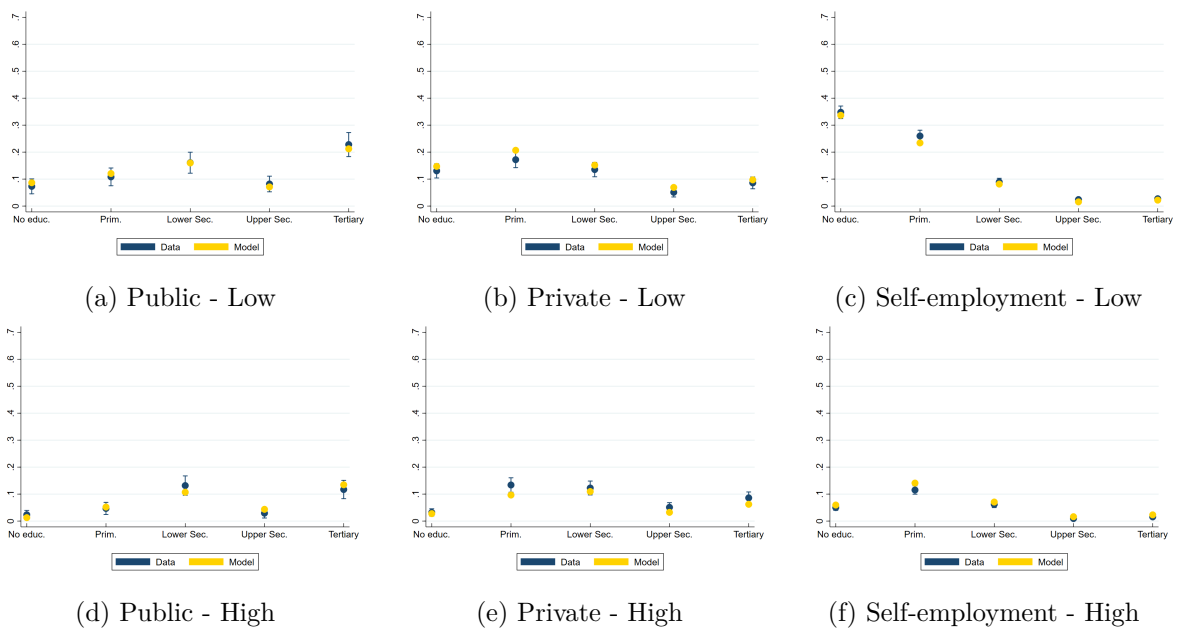 .7 .7 .7
.6 .6 .6
.5 .5 .5
.4 .4 .4
.3 .3 .3
.2 .2 .2
.1 .1 .1
0 0 0
No educ. Prim. Lower Sec. Upper Sec. Tertiary No educ. Prim. Lower Sec. Upper Sec. Tertiary No educ. Prim. Lower Sec. Upper Sec. Tertiary
Data Model Data Model Data Model
(a) Public - Low (b) Private - Low (c) Self-employment - Low
.7 .7 .7
.6 .6 .6
.5 .5 .5
.4 .4 .4
.3 .3 .3
.2 .2 .2
.1 .1 .1
0 0 0
No educ. Prim. Lower Sec. Upper Sec. Tertiary No educ. Prim. Lower Sec. Upper Sec. Tertiary No educ. Prim. Lower Sec. Upper Sec. Tertiary
Data Model Data Model Data Model
(d) Public - High (e) Private - High (f) Self-employment - High